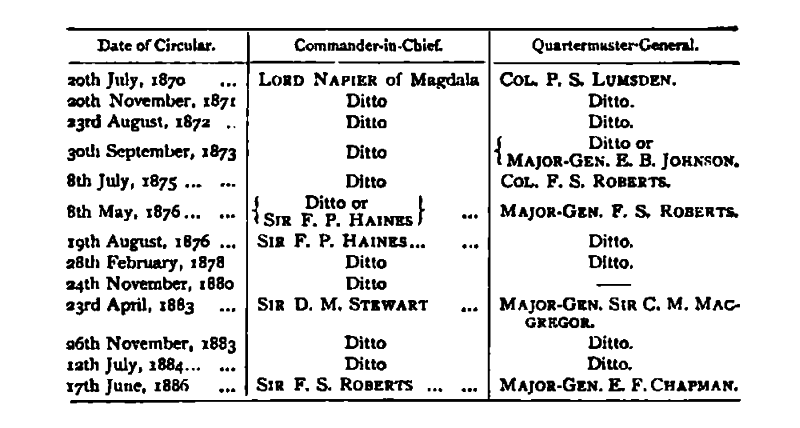 Date of Circular. Commander-in-Chief. Quartermaster-General.
20th July, 1870 ... LORD NAPIER of Magdala COL. P. S. LUMSDEN.
20th November, 1871 Ditto Ditto.
23rd August, 1872 .. Ditto Ditto.
30th September, 1873 Ditto { Ditto or
MAJOR-GEN. E. B. JOHNSON.
8th July, 1875 ... ... Ditto COL. F. S. ROBERTS.
8th May, 1876... ... { Ditto or
SIR F. P. HAINES } ... MAJOR-GEN. F. S. ROBERTS.
19th August, 1876 ... SIR F. P. HAINES... ... Ditto.
28th February, 1878 Ditto Ditto.
24th November, 1880 Ditto ——
23rd April, 1883 ... SIR D. M. STEWART ... MAJOR-GEN. SIR C. M. MAC-
GREGOR.
26th November, 1883 Ditto Ditto.
12th July, 1884... ... Ditto Ditto.
17th June, 1886 ... SIR F. S. ROBERTS ... ... MAJOR-GEN. E. F. CHAPMAN.